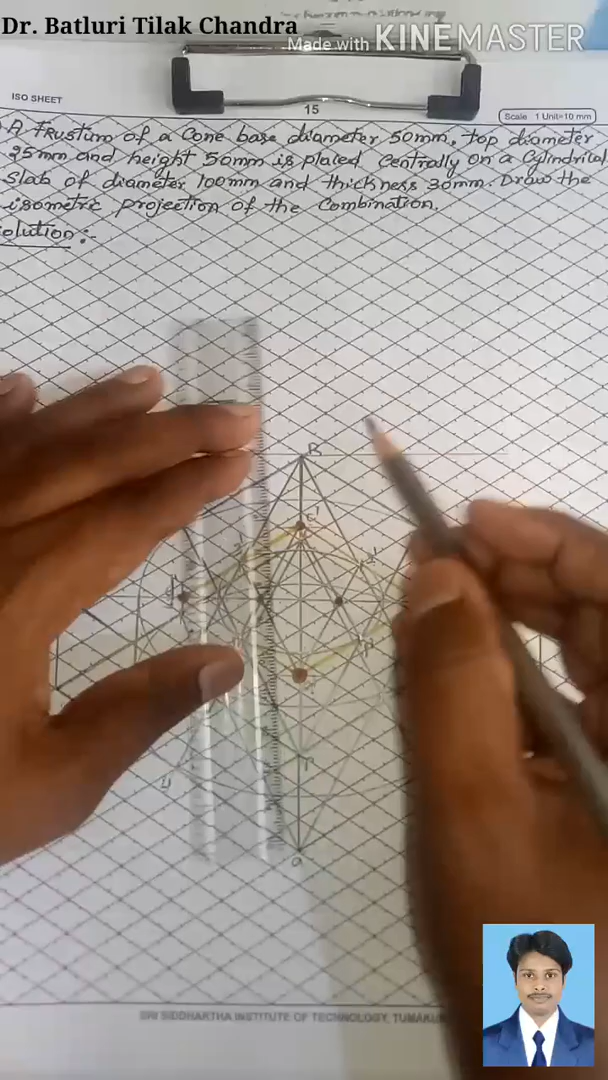 Dr. Batluri Tilak Chandra
Made with KINEMASTER
ISO SHEET
15
Scale 1 Unit=10 mm
A Frustum of a Cone base diameter 50mm, top diameter
25mm and height 50mm is placed Centrally on a Cylindrical
Slab of diameter 100mm and thickness 30mm. Draw the
isometric projection of the Combination.
olution:-
B
P
SRI SIDDHARTHA INSTITUTE OF TECHNOLOGY, TUMAKU